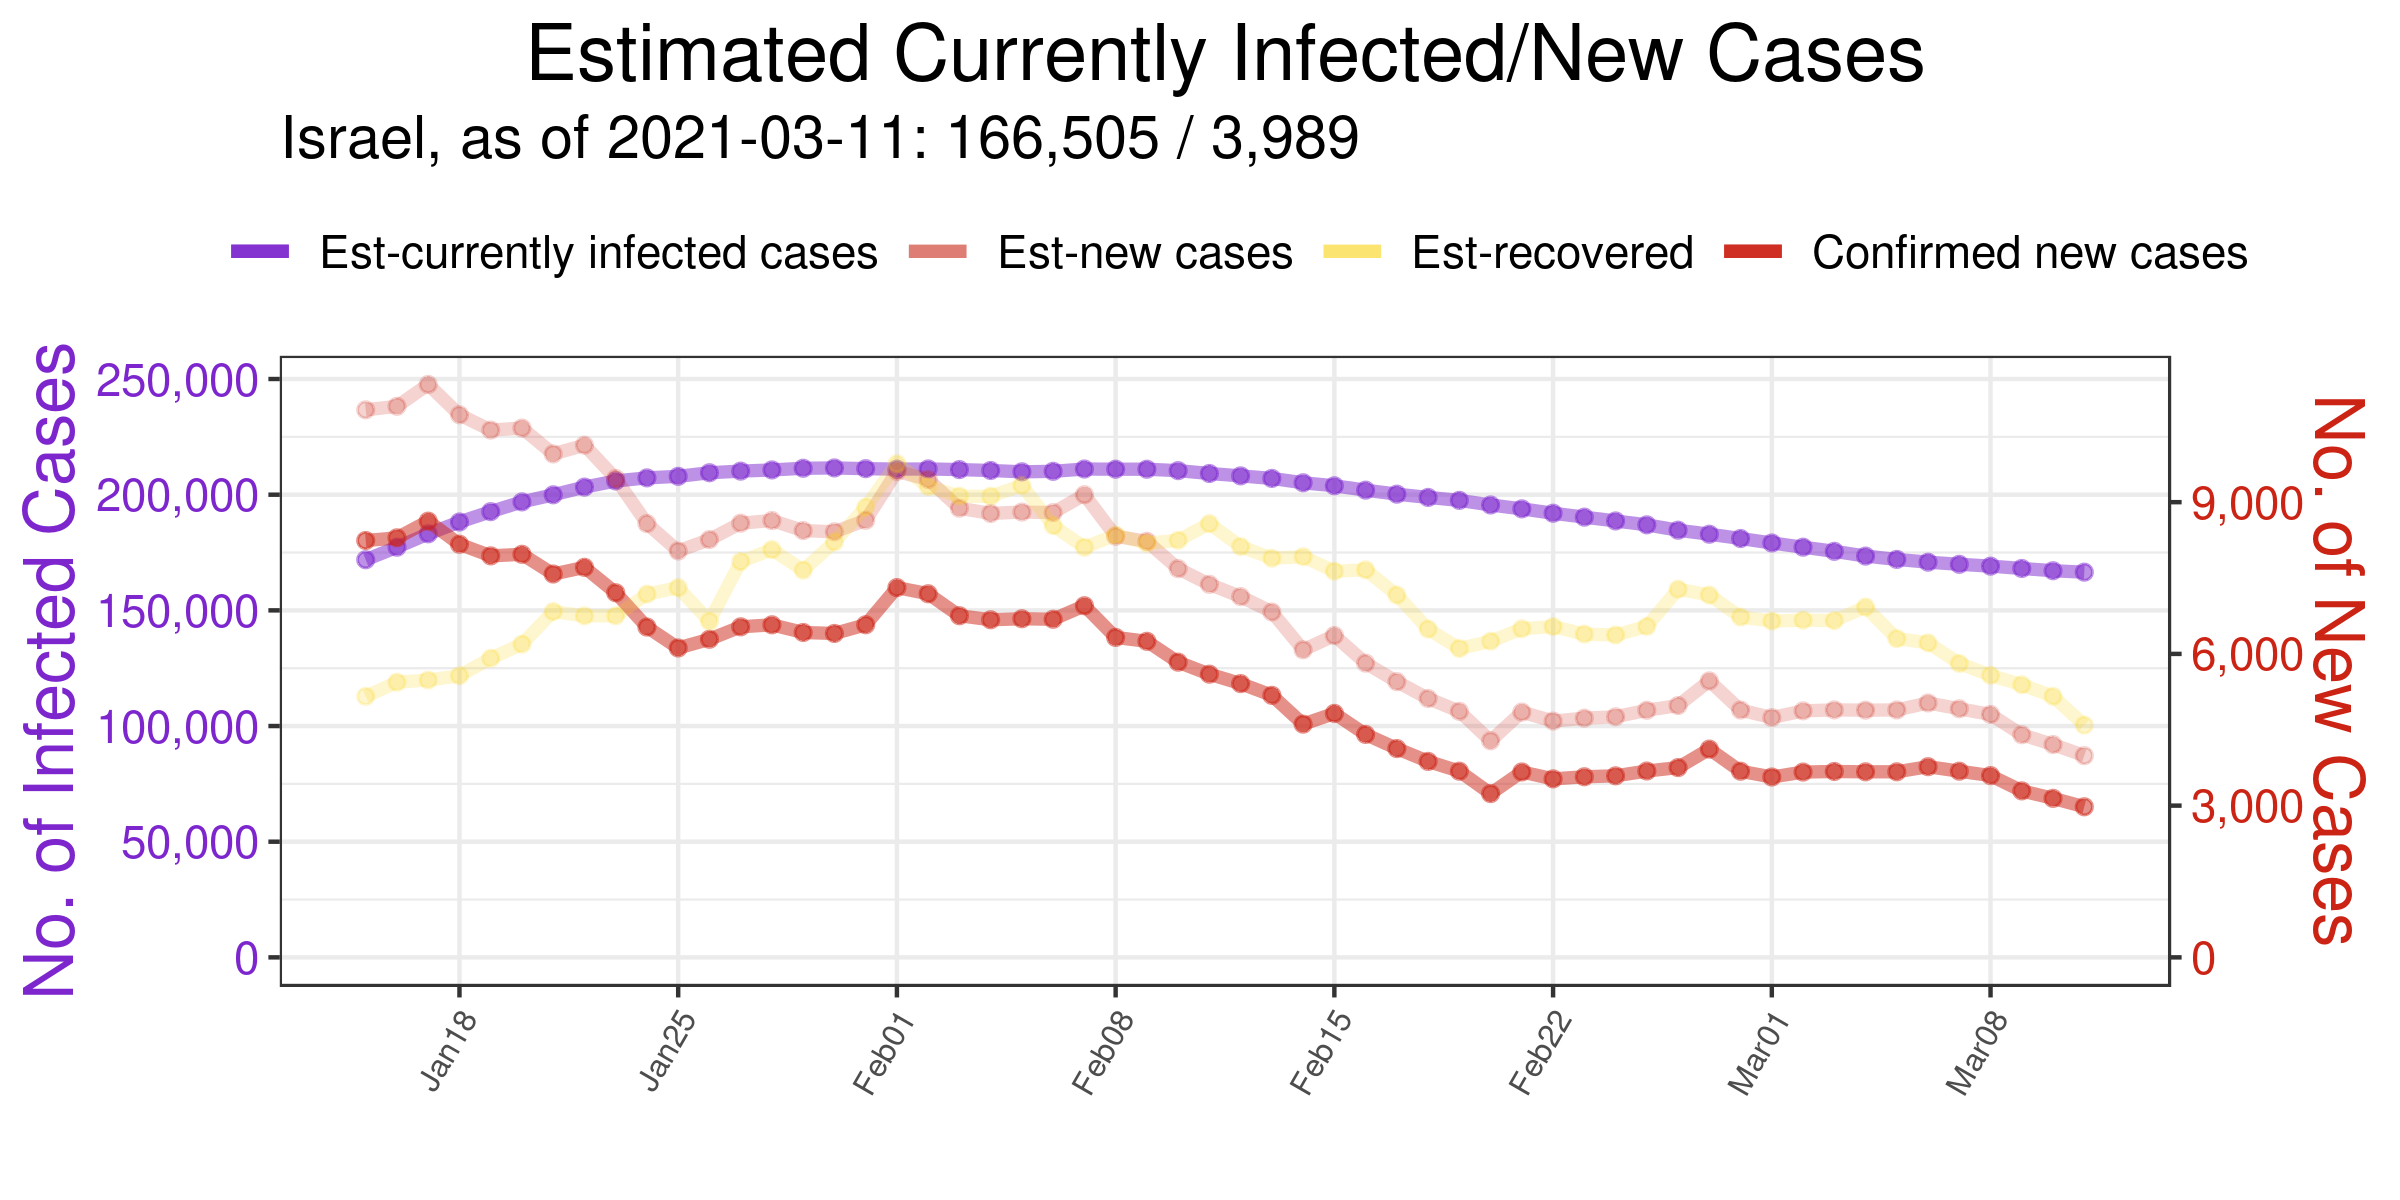 Estimated Currently Infected/New Cases
Israel, as of 2021-03-11: 166,505 / 3,989
Est-currently infected cases Est-new cases Est-recovered Confirmed new cases
No. of Infected Cases
250,000
200,000
150,000
100,000
50,000
0
9,000
6,000
3,000
0
No. of New Cases
Jan18 Jan25 Feb01 Feb08 Feb15 Feb22 Mar01 Mar08